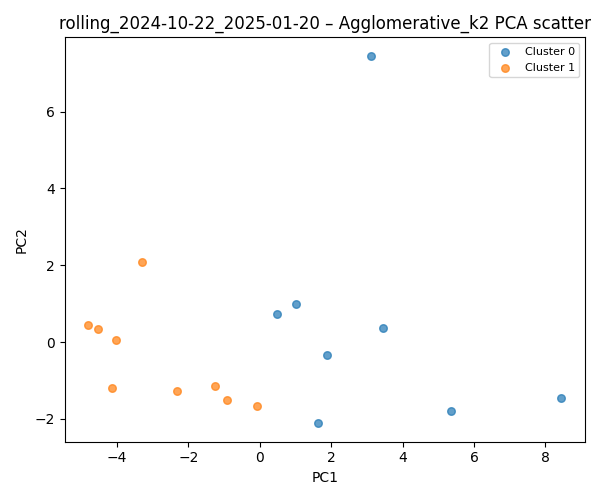 rolling_2024-10-22_2025-01-20 – Agglomerative_k2 PCA scatter
Cluster 0
Cluster 1
PC2
6
4
2
0
−2
−4
−2
0
2
4
6
8
PC1